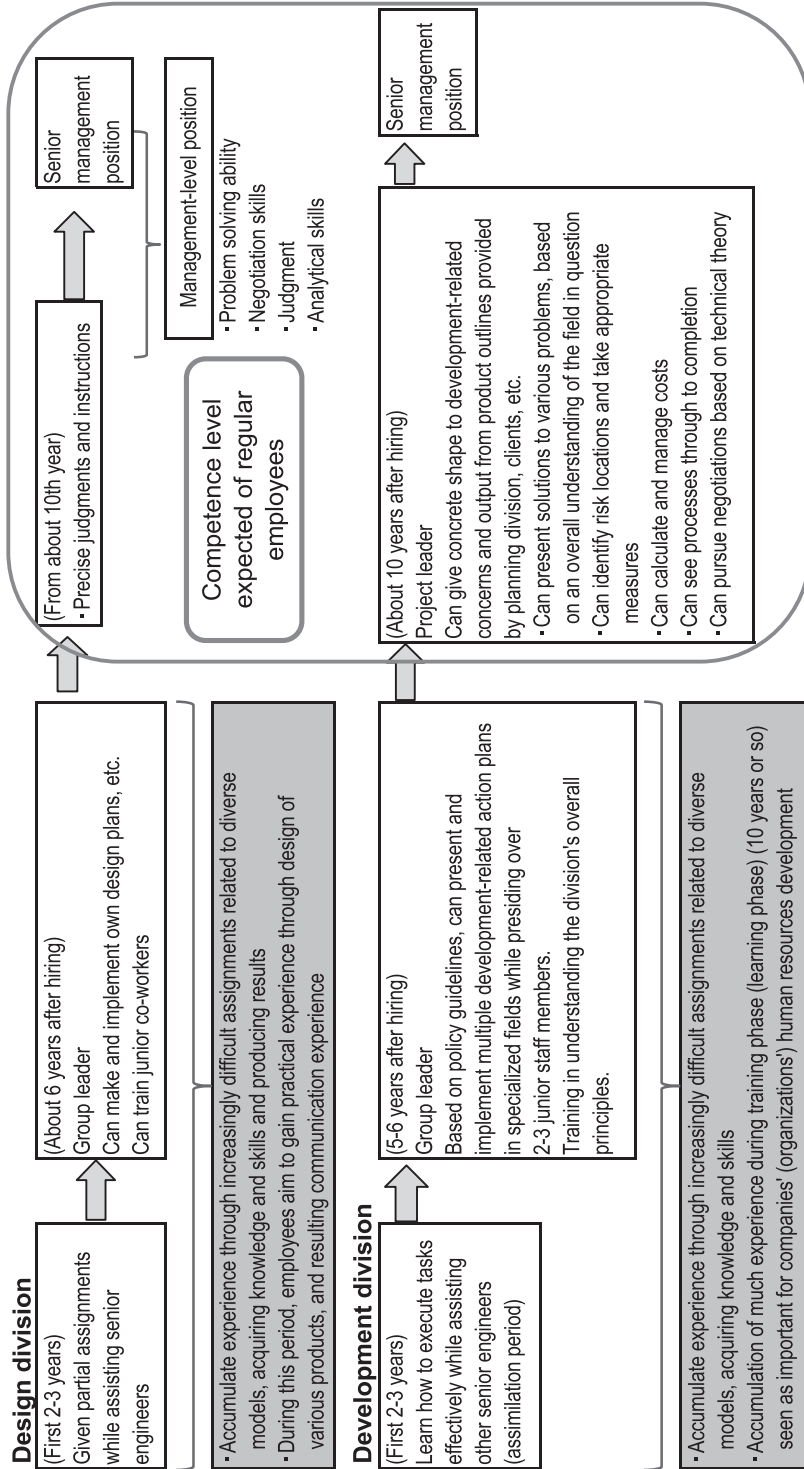 Design division
(First 2-3 years)
Given partial assignments
while assisting senior
engineers
(About 6 years after hiring)
Group leader
Can make and implement own design plans, etc.
Can train junior co-workers
(From about 10th year)
・Precise judgments and instructions
Senior
management
position
Management-level position
・Problem solving ability
・Negotiation skills
・Judgment
・Analytical skills
・Accumulate experience through increasingly difficult assignments related to diverse
models, acquiring knowledge and skills and producing results
・During this period, employees aim to gain practical experience through design of
various products, and resulting communication experience
Competence level
expected of regular
employees
Development division
(First 2-3 years)
Learn how to execute tasks
effectively while assisting
other senior engineers
(assimilation period)
(5-6 years after hiring)
Group leader
Based on policy guidelines, can present and
implement multiple development-related action plans
in specialized fields while presiding over
2-3 junior staff members.
Training in understanding the division's overall
principles.
(About 10 years after hiring)
Project leader
Can give concrete shape to development-related
concerns and output from product outlines provided
by planning division, clients, etc.
・Can present solutions to various problems, based
on an overall understanding of the field in question
・Can identify risk locations and take appropriate
measures
・Can calculate and manage costs
・Can see processes through to completion
・Can pursue negotiations based on technical theory
Senior
management
position
・Accumulate experience through increasingly difficult assignments related to diverse
models, acquiring knowledge and skills
・Accumulation of much experience during training phase (learning phase) (10 years or so)
seen as important for companies' (organizations') human resources development